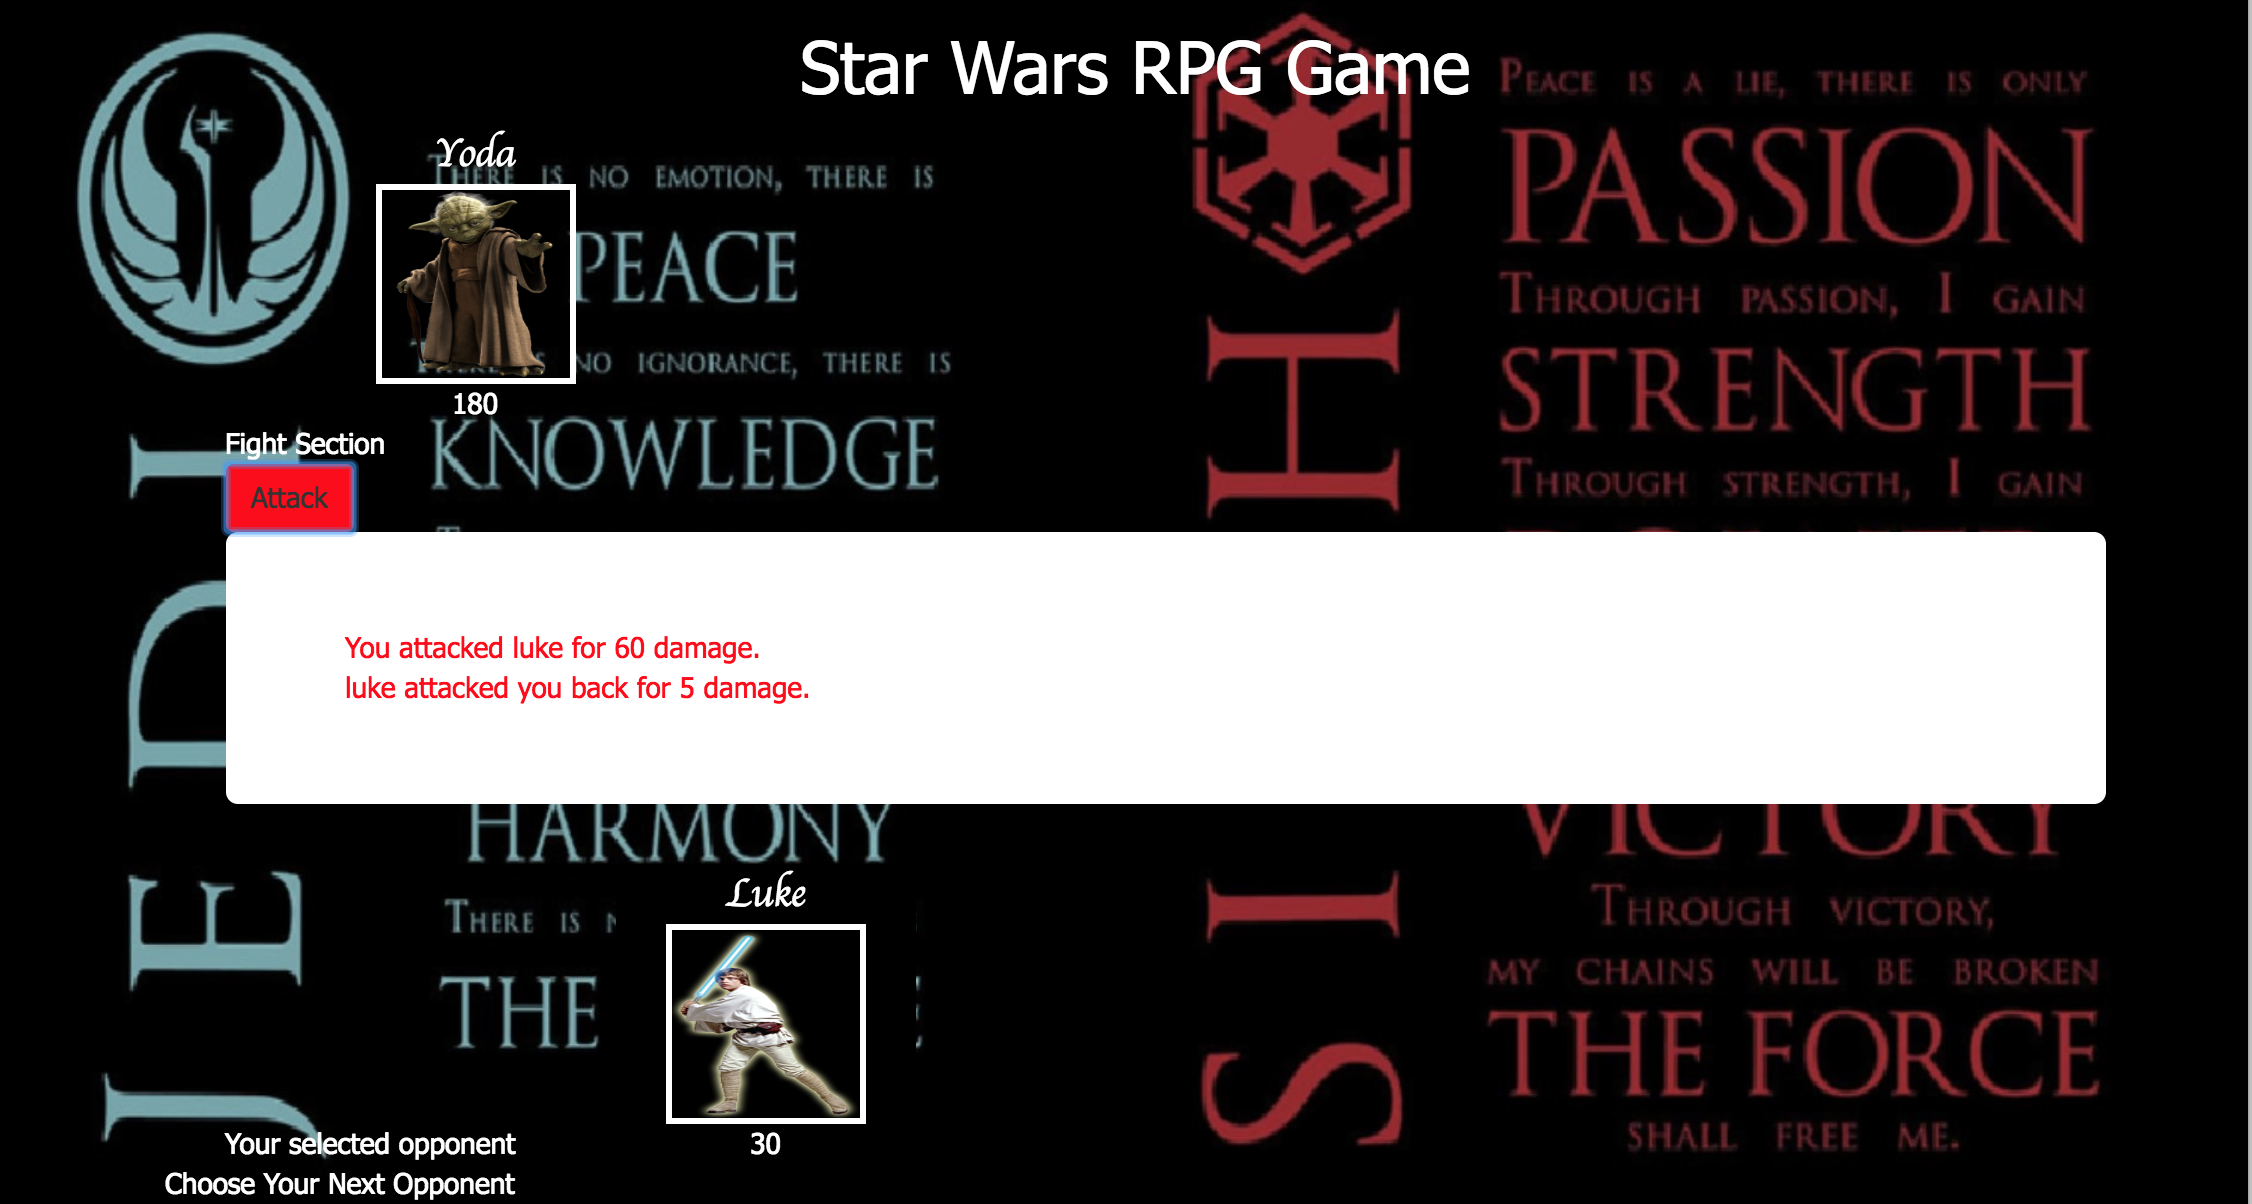 Star Wars RPG Game
Yoda
180
Fight Section
Attack
You attacked luke for 60 damage.
luke attacked you back for 5 damage.
Luke
30
Your selected opponent
Choose Your Next Opponent
JEDI
THERE IS NO EMOTION, THERE IS
PEACE
NO IGNORANCE, THERE IS
KNOWLEDGE
HARMONY
THERE IS
THE
SITH
PEACE IS A LIE, THERE IS ONLY
PASSION
THROUGH PASSION, I GAIN
STRENGTH
THROUGH STRENGTH, I GAIN
VICTORY
THROUGH VICTORY,
MY CHAINS WILL BE BROKEN
THE FORCE
SHALL FREE ME.